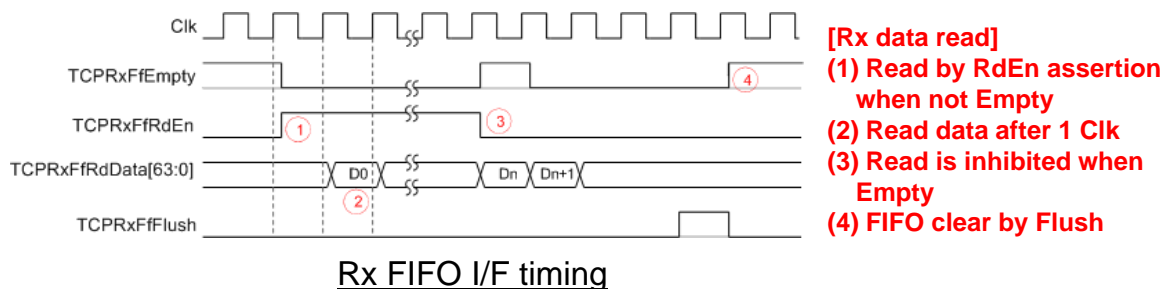 Clk
TCPRxFfEmpty
TCPRxFfRdEn
TCPRxFfRdData[63:0]
TCPRxFfFlush
1
2
3
4
D0
Dn
Dn+1
Rx FIFO I/F timing
[Rx data read]
(1) Read by RdEn assertion
when not Empty
(2) Read data after 1 Clk
(3) Read is inhibited when
Empty
(4) FIFO clear by Flush